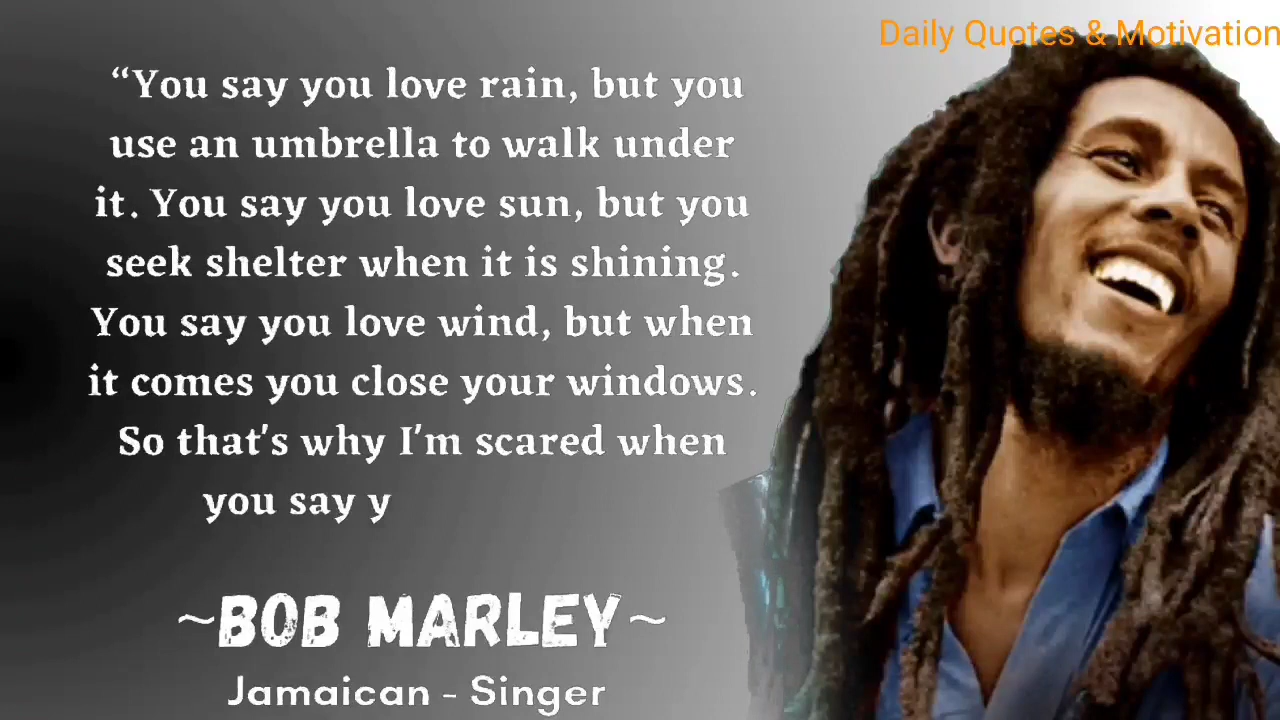 Daily Quotes & Motivation
“You say you love rain, but you
use an umbrella to walk under
it. You say you love sun, but you
seek shelter when it is shining.
You say you love wind, but when
it comes you close your windows.
So that's why I'm scared when
you say y
~BOB MARLEY~
Jamaican - Singer